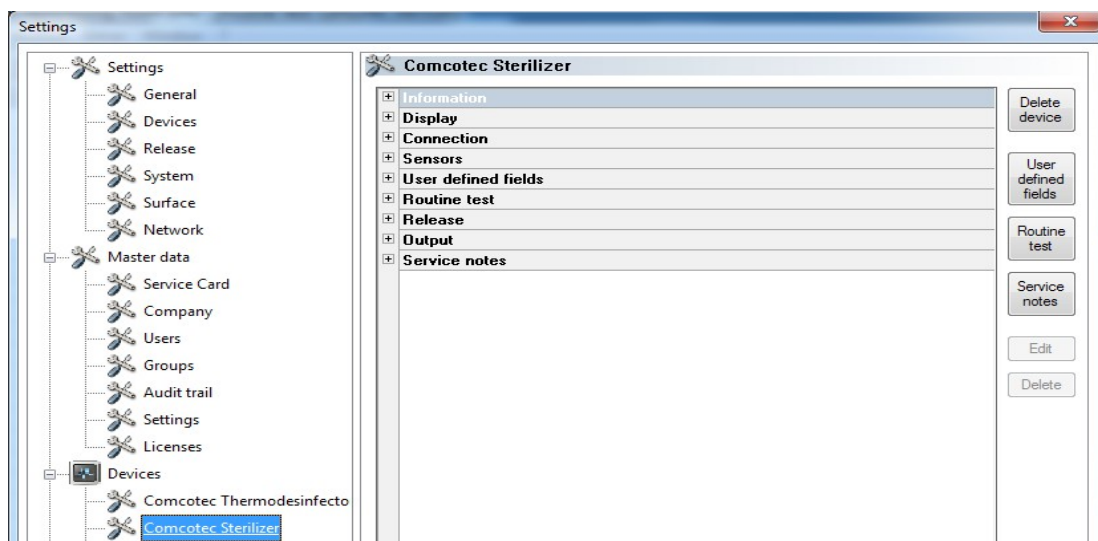 Settings
Settings
General
Devices
Release
System
Surface
Network
Master data
Service Card
Company
Users
Groups
Audit trail
Settings
Licenses
Devices
Comcotec Thermodesinfecto
Comcotec Sterilizer
Comcotec Sterilizer
Information
Display
Connection
Sensors
User defined fields
Routine test
Release
Output
Service notes
Delete
device
User
defined
fields
Routine
test
Service
notes
Edit
Delete